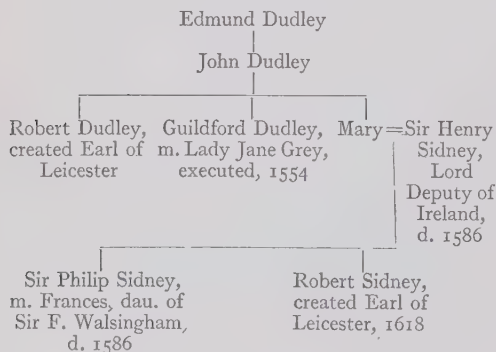 Edmund Dudley
John Dudley
Robert Dudley,
created Earl of
Leicester
Guildford Dudley,
m. Lady Jane Grey,
executed, 1554
Mary=Sir Henry
Sidney,
Lord
Deputy of
Ireland,
d. 1586
Sir Philip Sidney,
m. Frances, dau. of
Sir F. Walsingham,
d. 1586
Robert Sidney,
created Earl of
Leicester, 1618